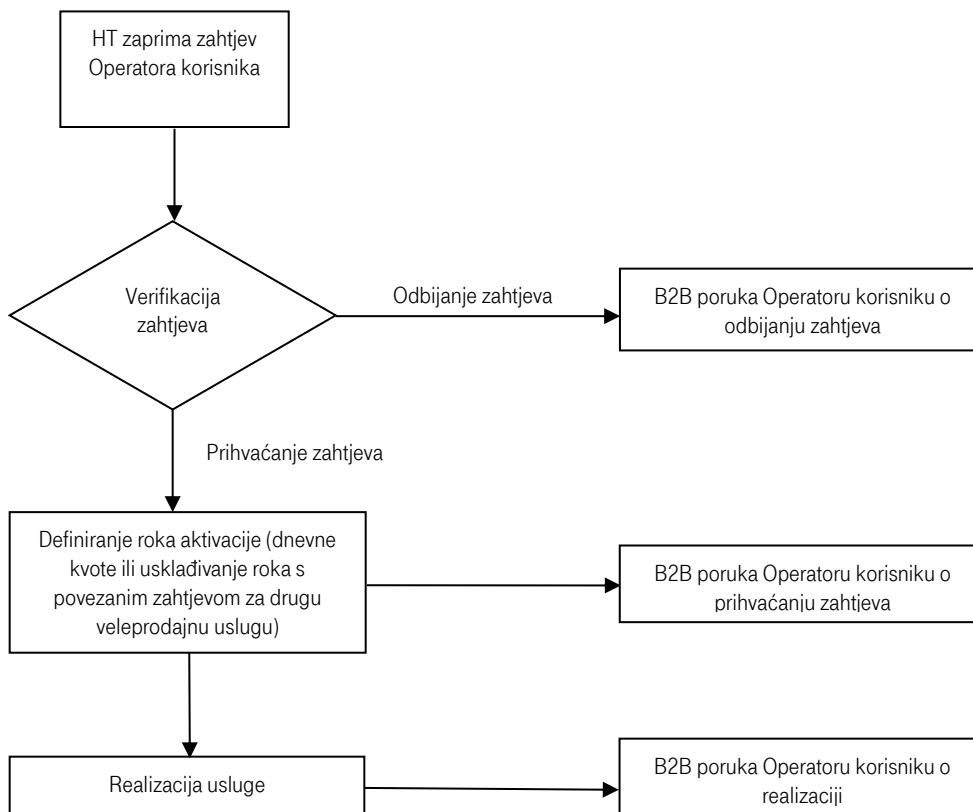 HT zaprima zahtjev
Operatora korisnika
Verifikacija
zahtjeva
Odbijanje zahtjeva
B2B poruka Operatoru korisniku o
odbijanju zahtjeva
Prihvaćanje zahtjeva
Definiranje roka aktivacije (dnevne
kvote ili usklađivanje roka s
povezanim zahtjevom za drugu
veleprodajnu uslugu)
B2B poruka Operatoru korisniku o
prihvaćanju zahtjeva
Realizacija usluge
B2B poruka Operatoru korisniku o
realizaciji